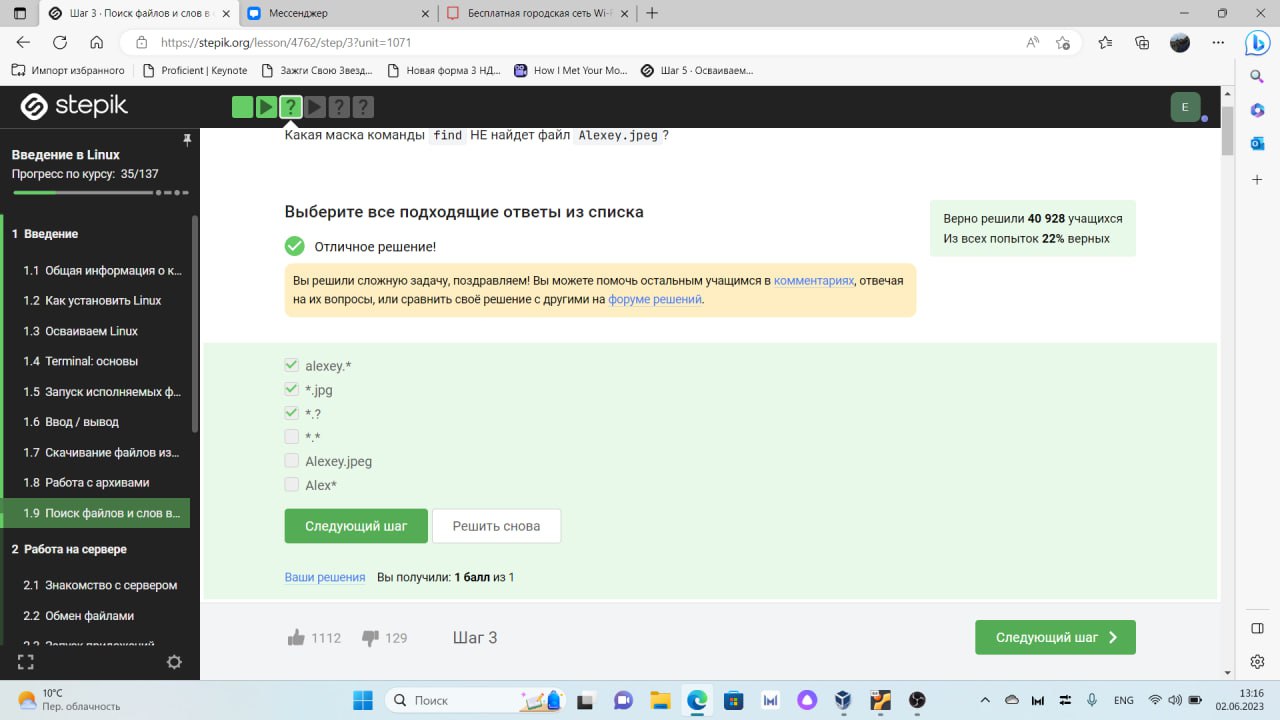 Шаг 3 · Поиск файлов · с
Мессенджер
Бесплатная городская сеть Wi-F
https://stepik.org/lesson/4762/step/3?unit=1071
Импорт избранного
Proficient | Keynote
Зажги Свою Звезд...
Новая форма 3 НД...
How I Met Your Mo...
Шаг 5 · Осваиваем...
stepik
E
Введение в Linux
Прогресс по курсу: 35/137
1 Введение
1.1 Общая информация о к...
1.2 Как установить Linux
1.3 Осваиваем Linux
1.4 Terminal: основы
1.5 Запуск исполняемых ф...
1.6 Ввод / вывод
1.7 Скачивание файлов из...
1.8 Работа с архивами
1.9 Поиск файлов и слов в...
2 Работа на сервере
2.1 Знакомство с сервером
2.2 Обмен файлами
2.3 Запуск приложений
Какая маска команды find НЕ найдет файл Alexey.jpeg ?
Выберите все подходящие ответы из списка
Отличное решение!
Вы решили сложную задачу, поздравляем! Вы можете помочь остальным учащимся в комментариях, отвечая
на их вопросы, или сравнить своё решение с другими на форуме решений.
Верно решили 40 928 учащихся
Из всех попыток 22% верных
alexey.*
*.jpg
*.?
*.*
Alexey.jpeg
Alex*
Следующий шаг
Решить снова
Ваши решения Вы получили: 1 балл из 1
1112
129
Шаг 3
Следующий шаг
10°C
Пер. облачность
Поиск
ENG
13:16
02.06.2023